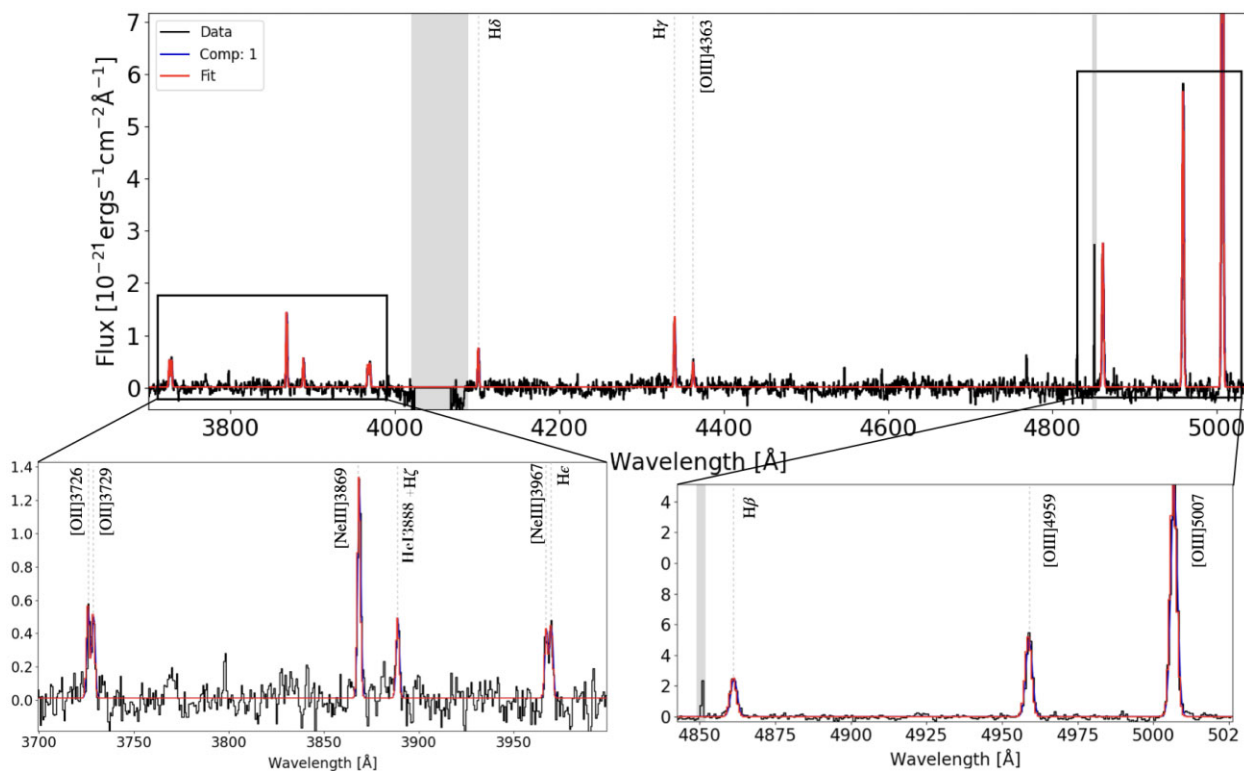 Data
Comp: 1
Fit
Hδ
Hγ
[OIII]4363
7
6
5
4
3
2
1
0
Flux [10⁻²¹ergs⁻¹cm⁻²Å⁻¹]
3800 4000 4200 4400 4600 4800 5000
Wavelength [Å]
[OII]3726
[OII]3729
[NeIII]3869
HeI3888 +Hζ
[NeIII]3967
Hϵ
1.4
1.2
1.0
0.8
0.6
0.4
0.2
0.0
3700 3750 3800 3850 3900 3950
Wavelength [Å]
Hβ
[OIII]4959
[OIII]5007
4
2
0
8
6
4
2
0
4850 4875 4900 4925 4950 4975 5000 502
Wavelength [Å]